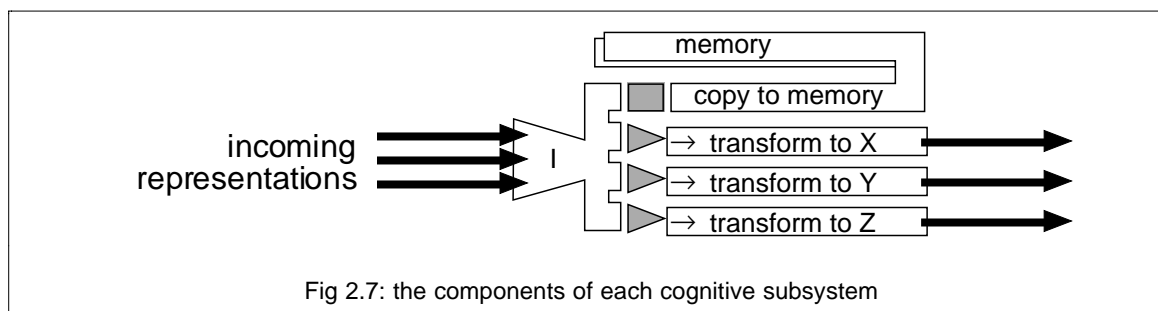 memory
copy to memory
incoming
representations
I
→ transform to X
→ transform to Y
→ transform to Z
Fig 2.7: the components of each cognitive subsystem